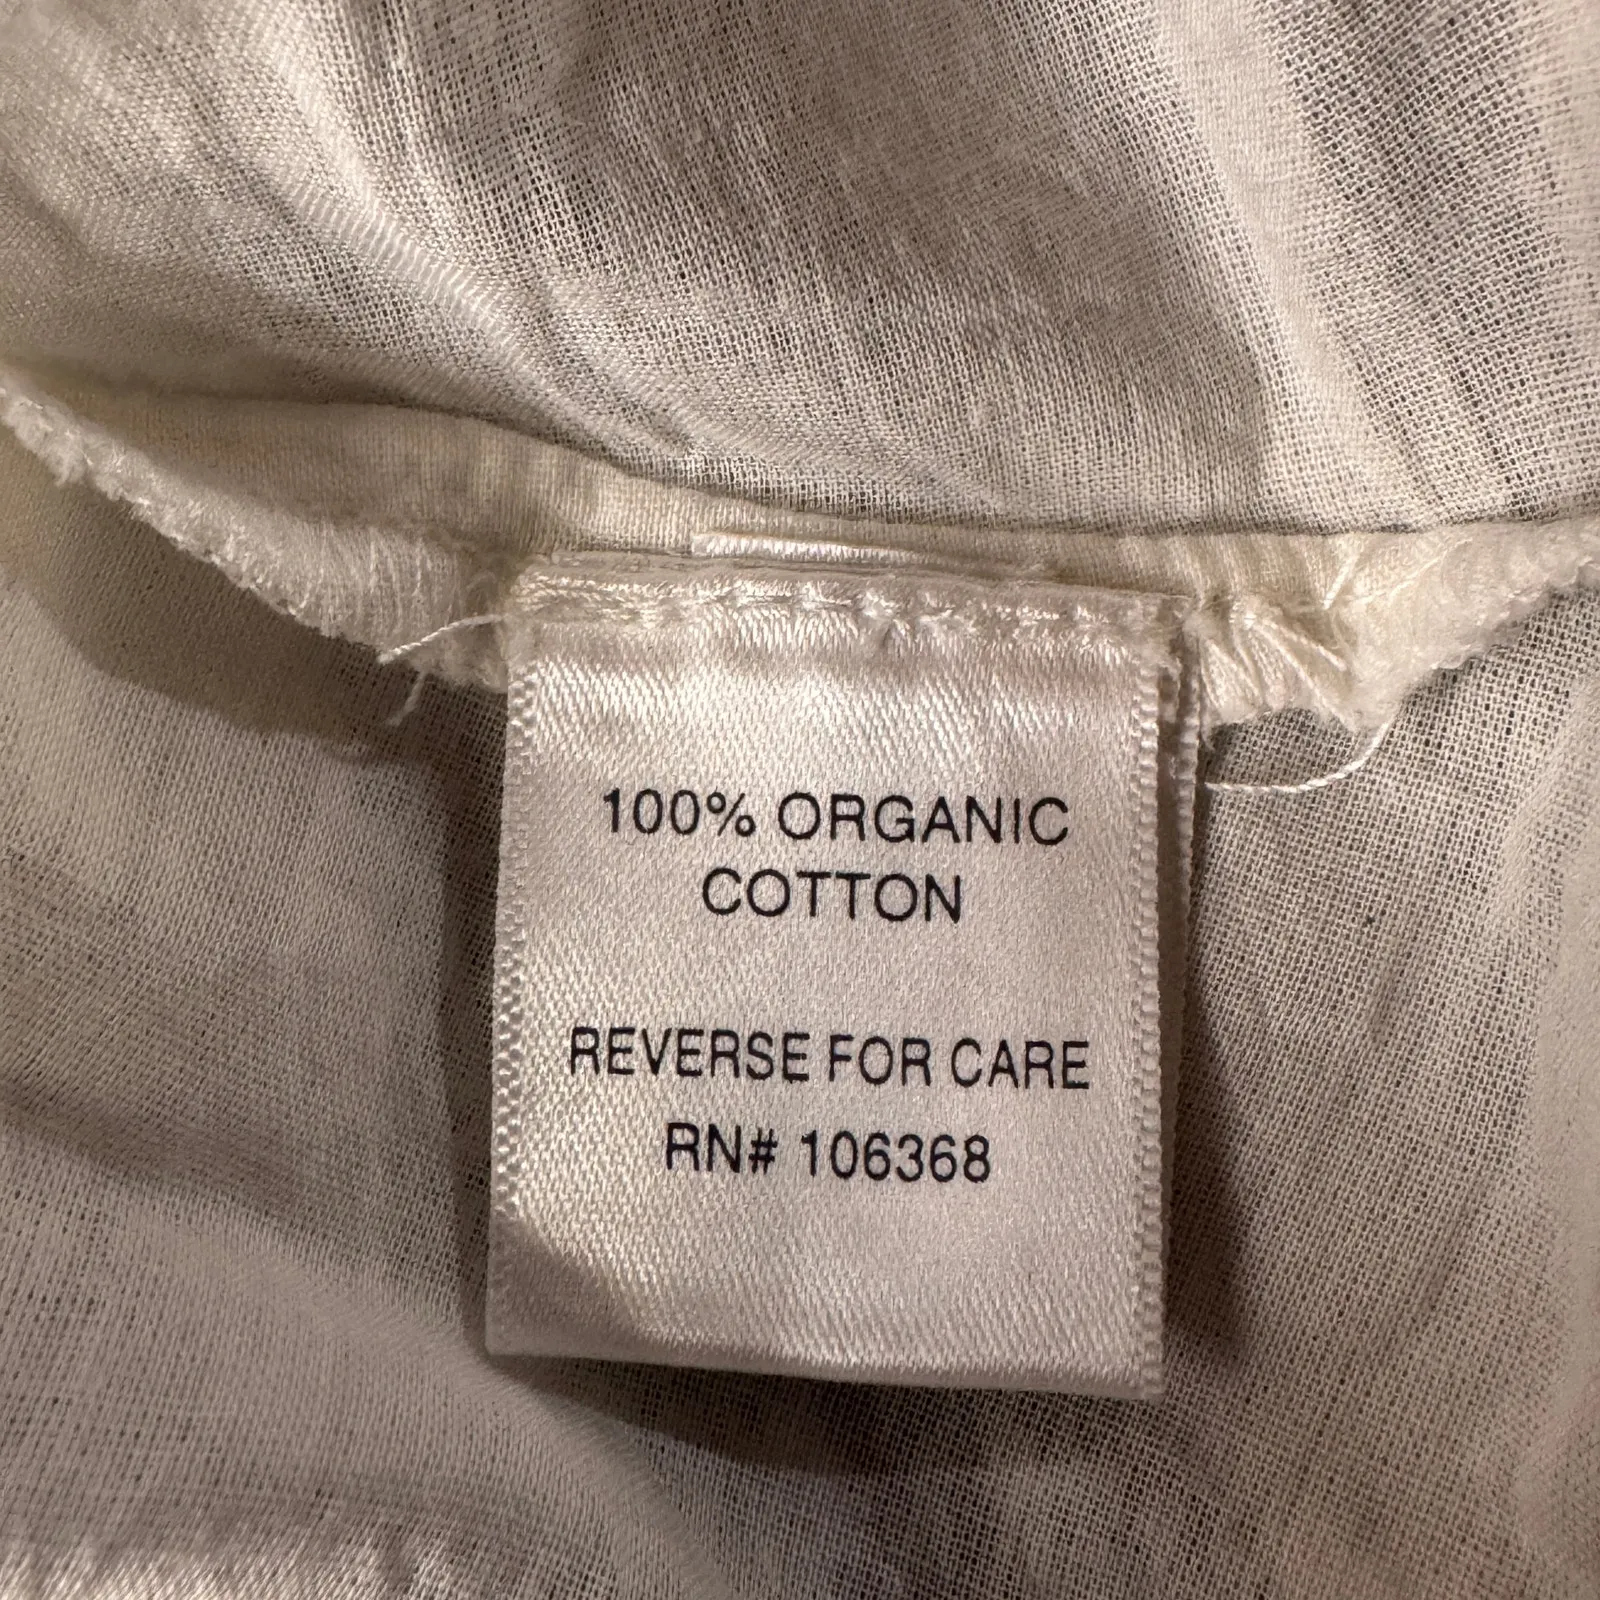 100% ORGANIC
COTTON
REVERSE FOR CARE
RN# 106368